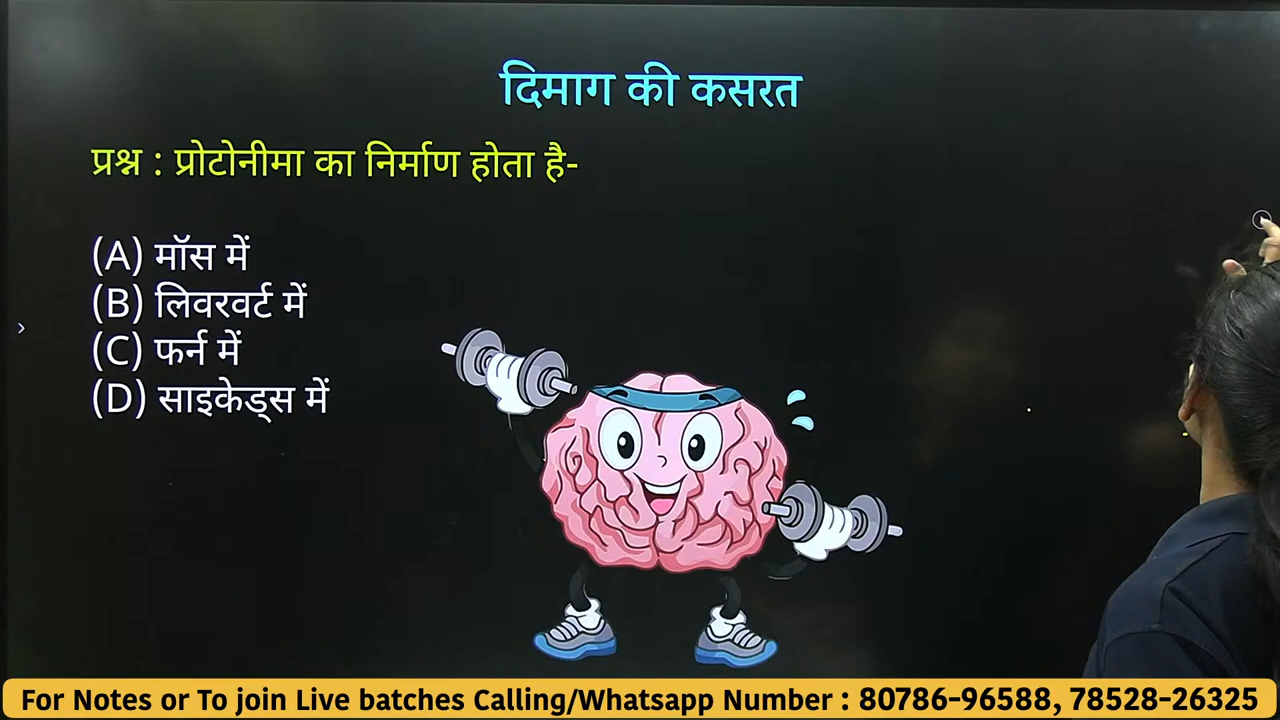 दिमाग की कसरत
प्रश्न : प्रोटोनीमा का निर्माण होता है-
(A) मॉस में
(B) लिवरवर्ट में
(C) फर्न में
(D) साइकेड्स में
For Notes or To join Live batches Calling/Whatsapp Number : 80786-96588, 78528-26325